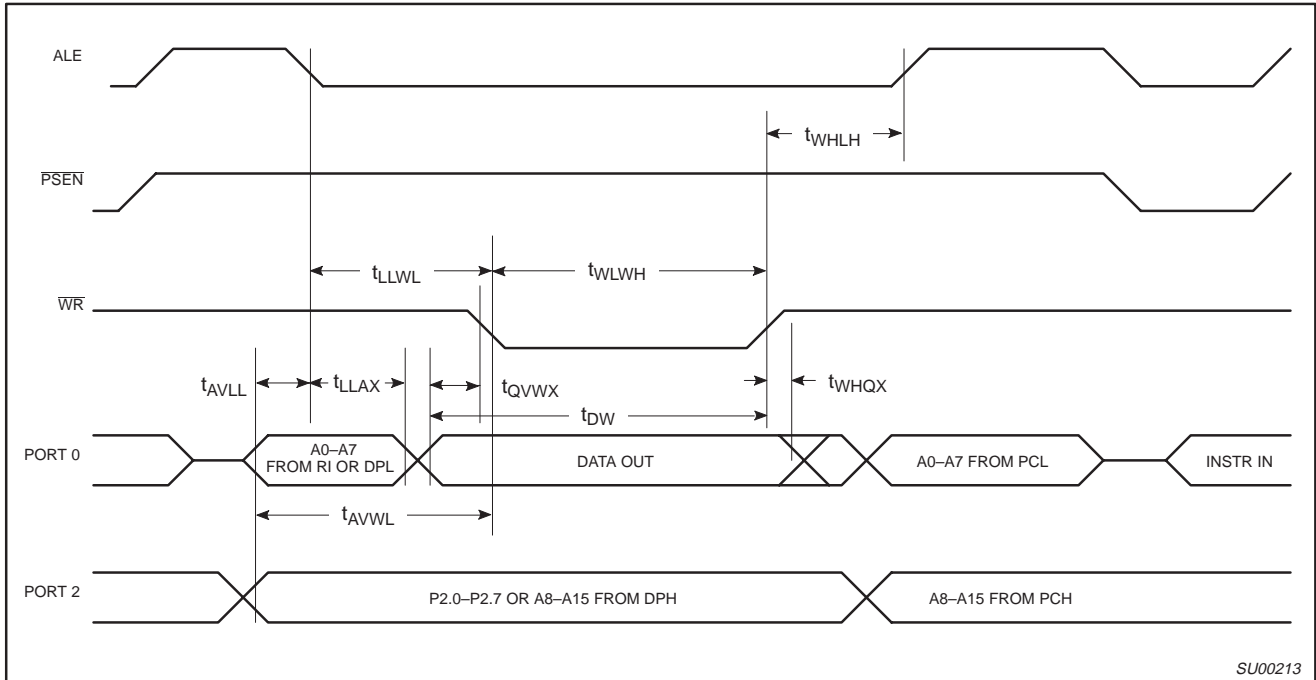 ALE
tWHLH
PSEN
tLLWL
tWLWH
WR
tAVLL
tLLAX
tQVWX
tWHQX
tDW
PORT 0
A0–A7
FROM RI OR DPL
DATA OUT
A0–A7 FROM PCL
INSTR IN
tAVWL
PORT 2
P2.0–P2.7 OR A8–A15 FROM DPH
A8–A15 FROM PCH
SU00213